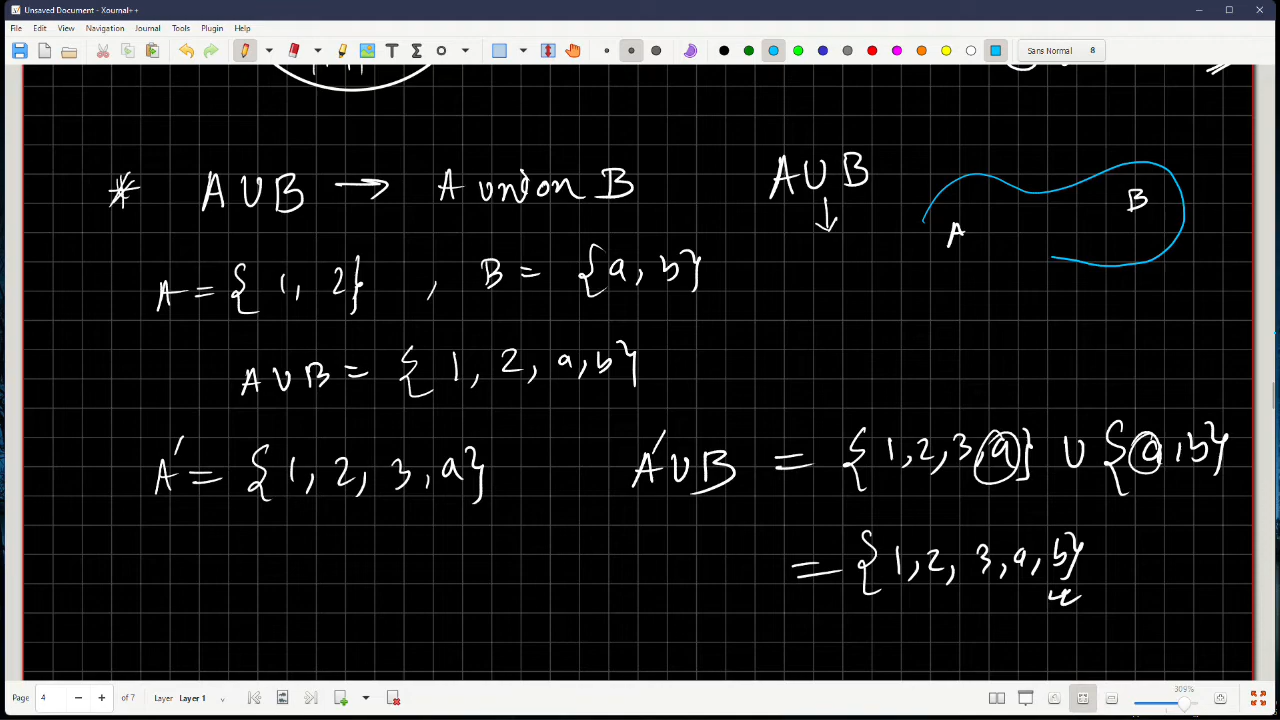 Unsaved Document - Xournal++
File Edit View Navigation Journal Tools Plugin Help
Sans Normal 8
* A ∪ B → A union B
A ∪ B
↓
A
B
A = { 1, 2} , B = {a, b}
A ∪ B = { 1, 2, a, b}
A' = {1, 2, 3, a}
A' ∪ B = {1,2,3,a} ∪ {a,b}
= {1,2, 3,a, b}
Page 4 of 7 Layer Layer 1
309%